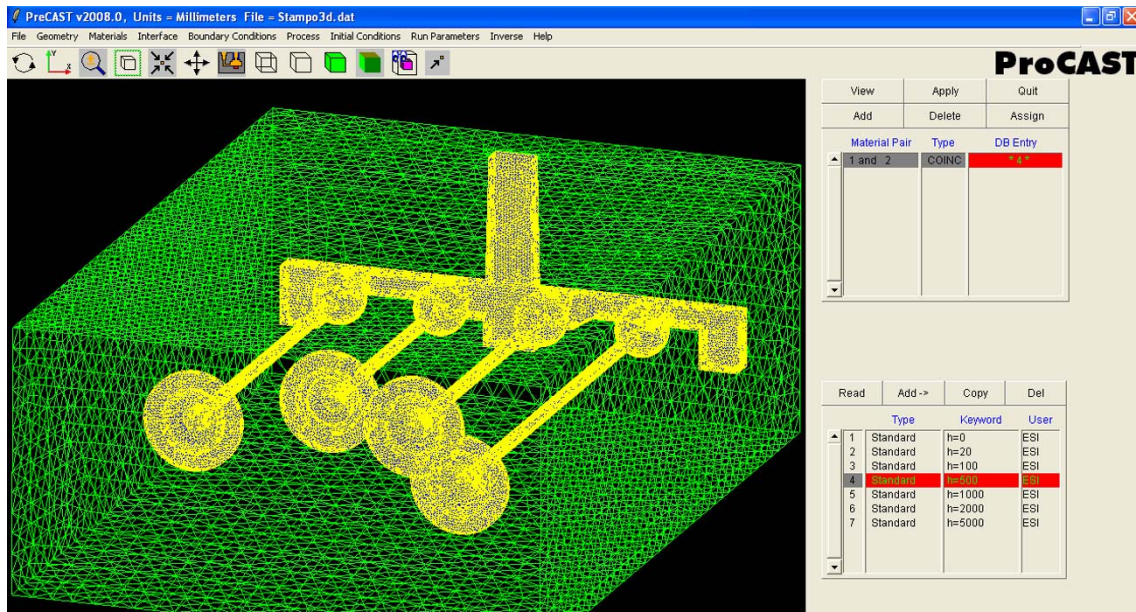 PreCAST v2008.0, Units = Millimeters File = Stampo3d.dat
File Geometry Materials Interface Boundary Conditions Process Initial Conditions Run Parameters Inverse Help
Y
x
ProCAST
View Apply Quit
Add Delete Assign
Material Pair Type DB Entry
1 and 2 COINC * 4 *
Read Add -> Copy Del
Type Keyword User
1 Standard h=0 ESI
2 Standard h=20 ESI
3 Standard h=100 ESI
4 Standard h=500 ESI
5 Standard h=1000 ESI
6 Standard h=2000 ESI
7 Standard h=5000 ESI